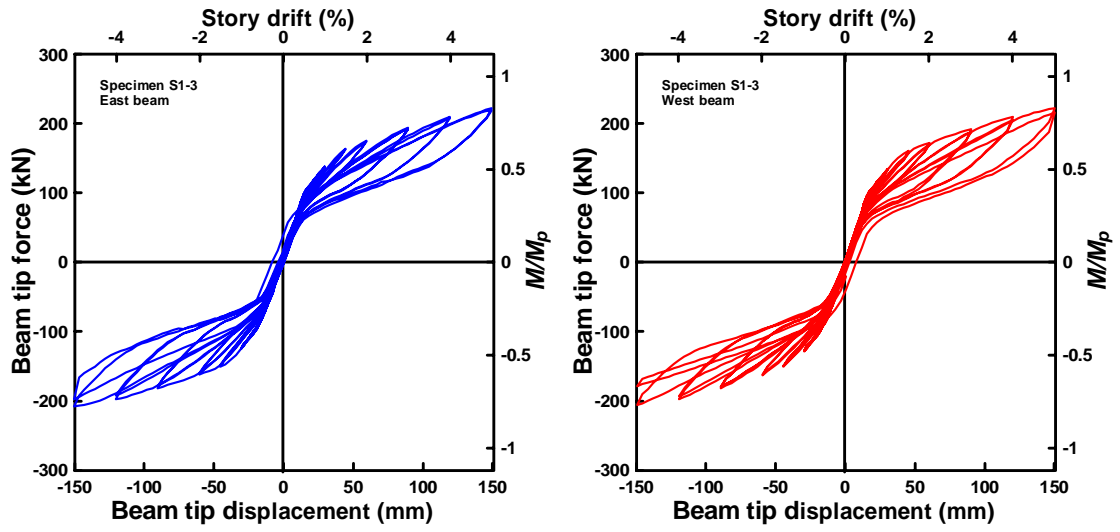 Story drift (%)
-4 -2 0 2 4
300
200
100
0
-100
-200
-300
Beam tip force (kN)
Specimen S1-3
East beam
1
0.5
0
-0.5
-1
M/Mp
-150 -100 -50 0 50 100 150
Beam tip displacement (mm)
Story drift (%)
-4 -2 0 2 4
300
200
100
0
-100
-200
-300
Beam tip force (kN)
Specimen S1-3
West beam
1
0.5
0
-0.5
-1
M/Mp
-150 -100 -50 0 50 100 150
Beam tip displacement (mm)